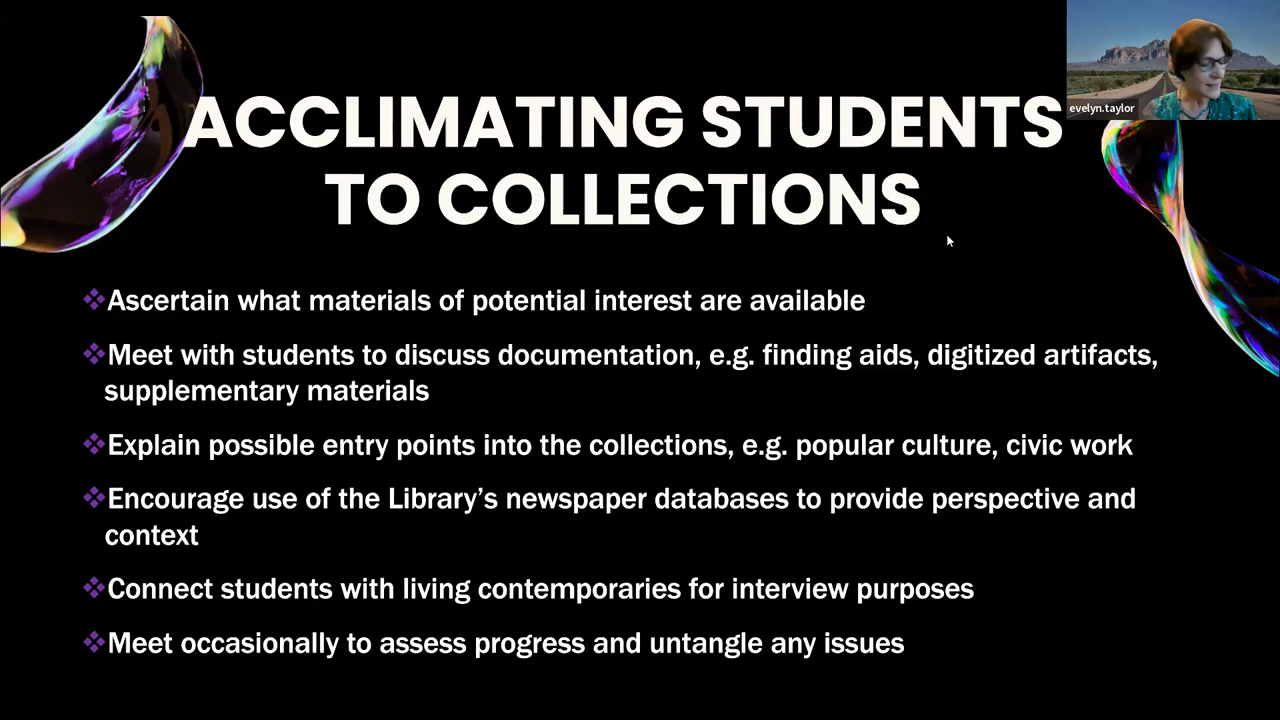 evelyn.taylor
ACCLIMATING STUDENTS
TO COLLECTIONS
Ascertain what materials of potential interest are available
Meet with students to discuss documentation, e.g. finding aids, digitized artifacts,
supplementary materials
Explain possible entry points into the collections, e.g. popular culture, civic work
Encourage use of the Library’s newspaper databases to provide perspective and
context
Connect students with living contemporaries for interview purposes
Meet occasionally to assess progress and untangle any issues